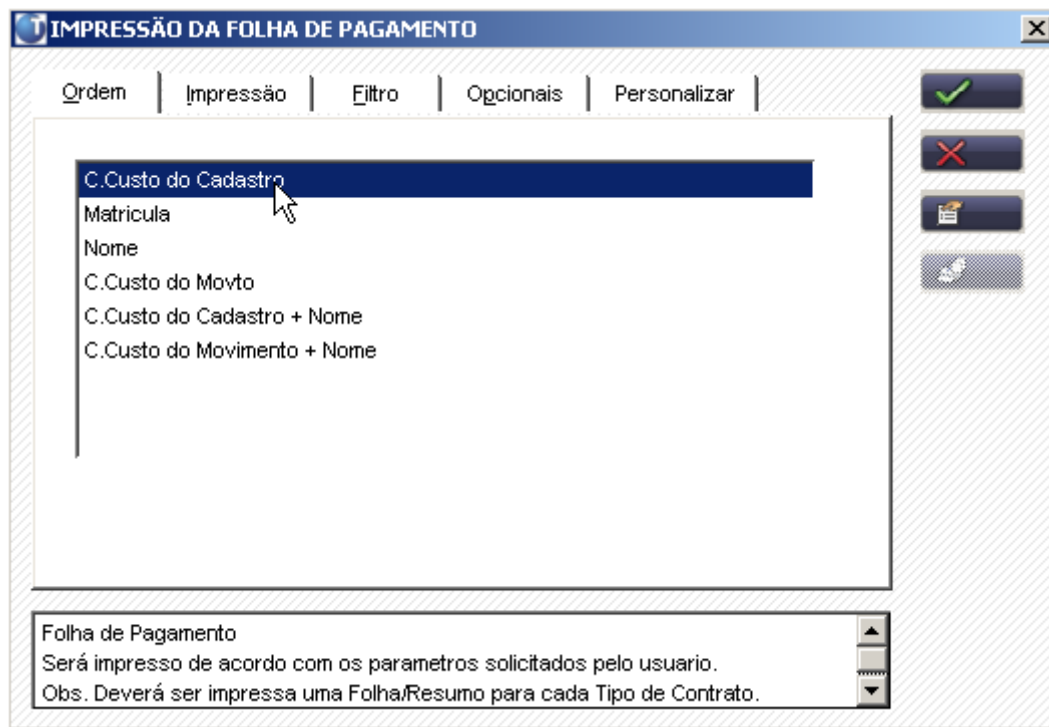 IMPRESSÃO DA FOLHA DE PAGAMENTO
Ordem Impressão Filtro Opcionais Personalizar
C.Custo do Cadastro
Matricula
Nome
C.Custo do Movto
C.Custo do Cadastro + Nome
C.Custo do Movimento + Nome
Folha de Pagamento
Será impresso de acordo com os parametros solicitados pelo usuario.
Obs. Deverá ser impressa uma Folha/Resumo para cada Tipo de Contrato.